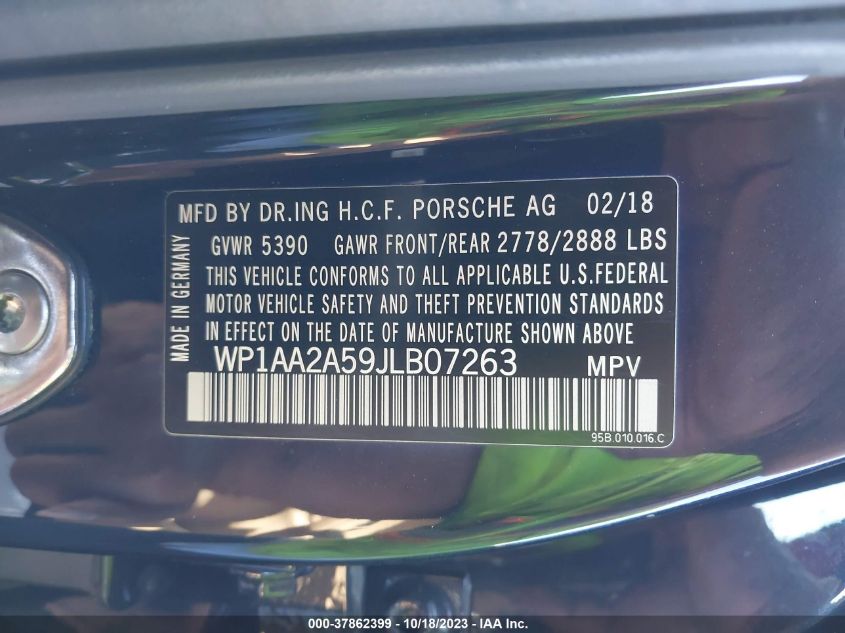 MFD BY DR.ING H.C.F. PORSCHE AG 02/18
GVWR 5390 GAWR FRONT/REAR 2778/2888 LBS
THIS VEHICLE CONFORMS TO ALL APPLICABLE U.S.FEDERAL
MOTOR VEHICLE SAFETY AND THEFT PREVENTION STANDARDS
IN EFFECT ON THE DATE OF MANUFACTURE SHOWN ABOVE.
MADE IN GERMANY
WP1AA2A59JLB07263 MPV
95B.010.016.C
000-37862399 - 10/18/2023 - IAA Inc.